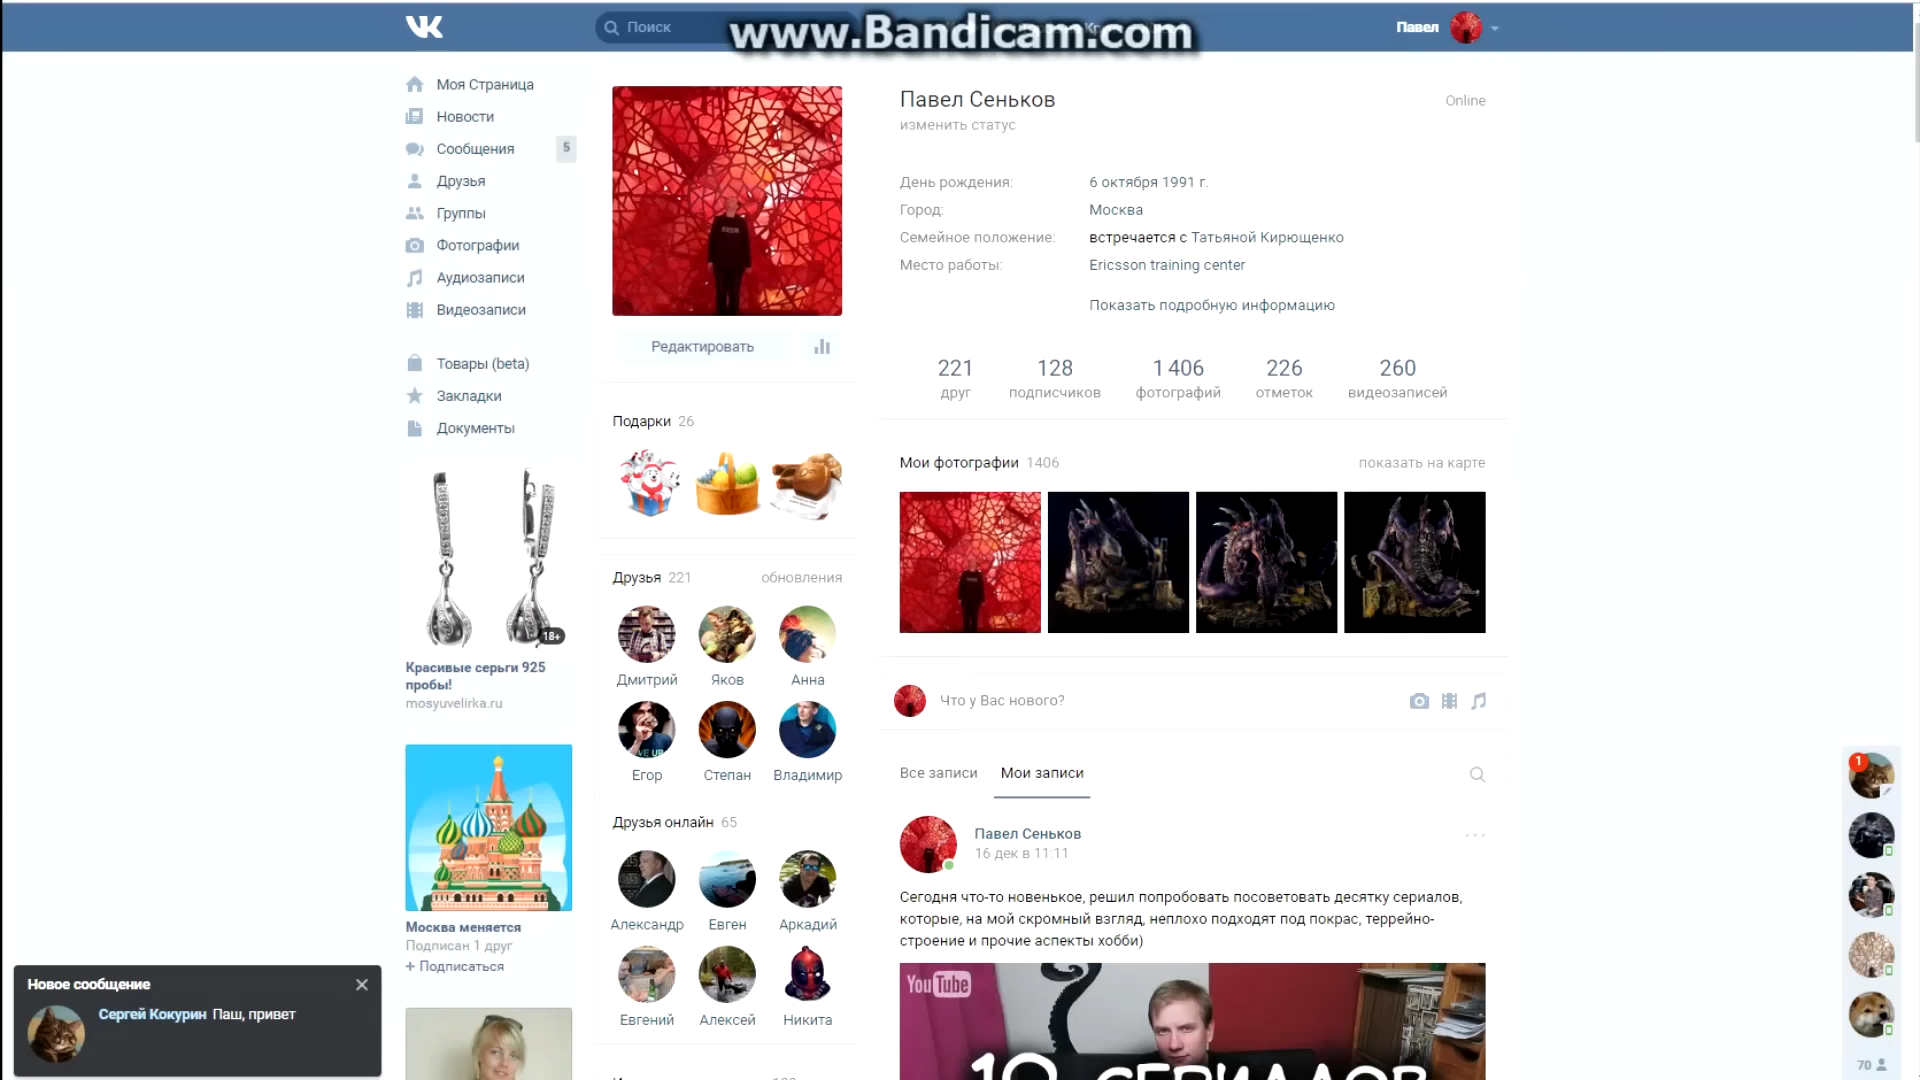 Поиск
www.Bandicam.com
Павел
Моя Страница
Новости
Сообщения 5
Друзья
Группы
Фотографии
Аудиозаписи
Видеозаписи
Товары (beta)
Закладки
Документы
18+
Красивые серьги 925
пробы!
mosyuvelirka.ru
Москва меняется
Подписан 1 друг
+ Подписаться
Новое сообщение
Сергей Кокурин Паш, привет
Редактировать
Подарки 26
Друзья 221 обновления
Дмитрий Яков Анна
Егор Степан Владимир
Друзья онлайн 65
Александр Евген Аркадий
Евгений Алексей Никита
Павел Сеньков Online
изменить статус
День рождения: 6 октября 1991 г.
Город: Москва
Семейное положение: встречается с Татьяной Кирющенко
Место работы: Ericsson training center
Показать подробную информацию
221 128 1 406 226 260
друг подписчиков фотографий отметок видеозаписей
Мои фотографии 1406 показать на карте
Что у Вас нового?
Все записи Мои записи
Павел Сеньков
16 дек в 11:11
Сегодня что-то новенькое, решил попробовать посоветовать десятку сериалов,
которые, на мой скромный взгляд, неплохо подходят под покрас, террейно-
строение и прочие аспекты хобби)
YouTube
10 СЕРИАЛОВ
1
70